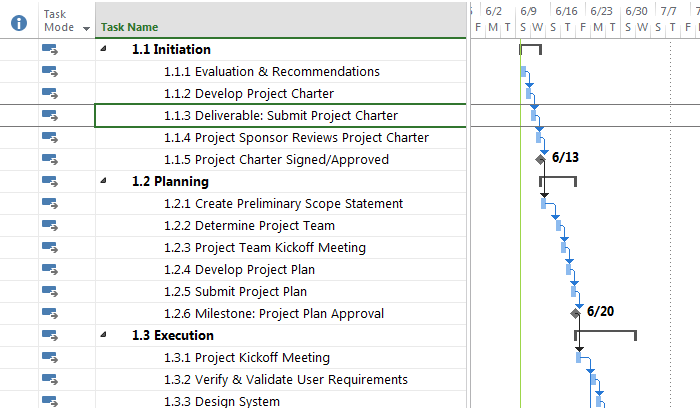 Task Mode Task Name
6/2 6/9 6/16 6/23 6/30 7/7
F M T S W S T F M T S W S T F
1.1 Initiation
1.1.1 Evaluation & Recommendations
1.1.2 Develop Project Charter
1.1.3 Deliverable: Submit Project Charter
1.1.4 Project Sponsor Reviews Project Charter
1.1.5 Project Charter Signed/Approved
6/13
1.2 Planning
1.2.1 Create Preliminary Scope Statement
1.2.2 Determine Project Team
1.2.3 Project Team Kickoff Meeting
1.2.4 Develop Project Plan
1.2.5 Submit Project Plan
1.2.6 Milestone: Project Plan Approval
6/20
1.3 Execution
1.3.1 Project Kickoff Meeting
1.3.2 Verify & Validate User Requirements
1.3.3 Design System